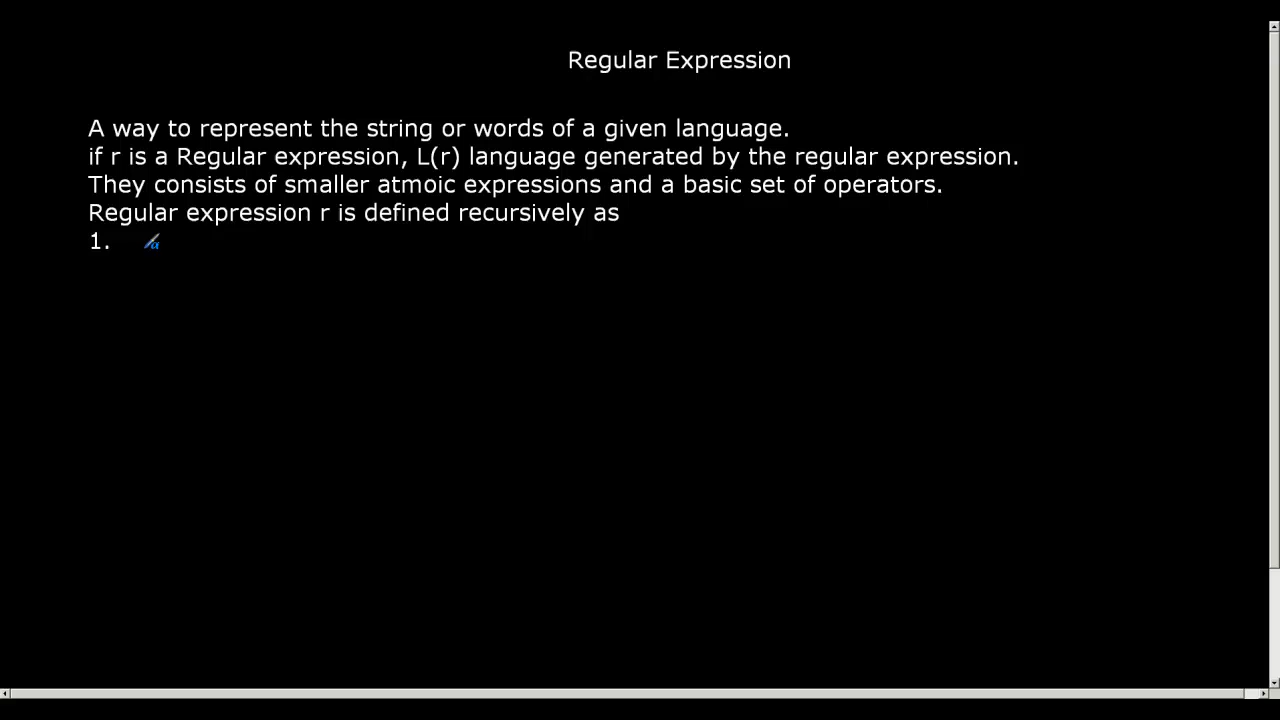 Regular Expression
A way to represent the string or words of a given language.
if r is a Regular expression, L(r) language generated by the regular expression.
They consists of smaller atmoic expressions and a basic set of operators.
Regular expression r is defined recursively as
1.